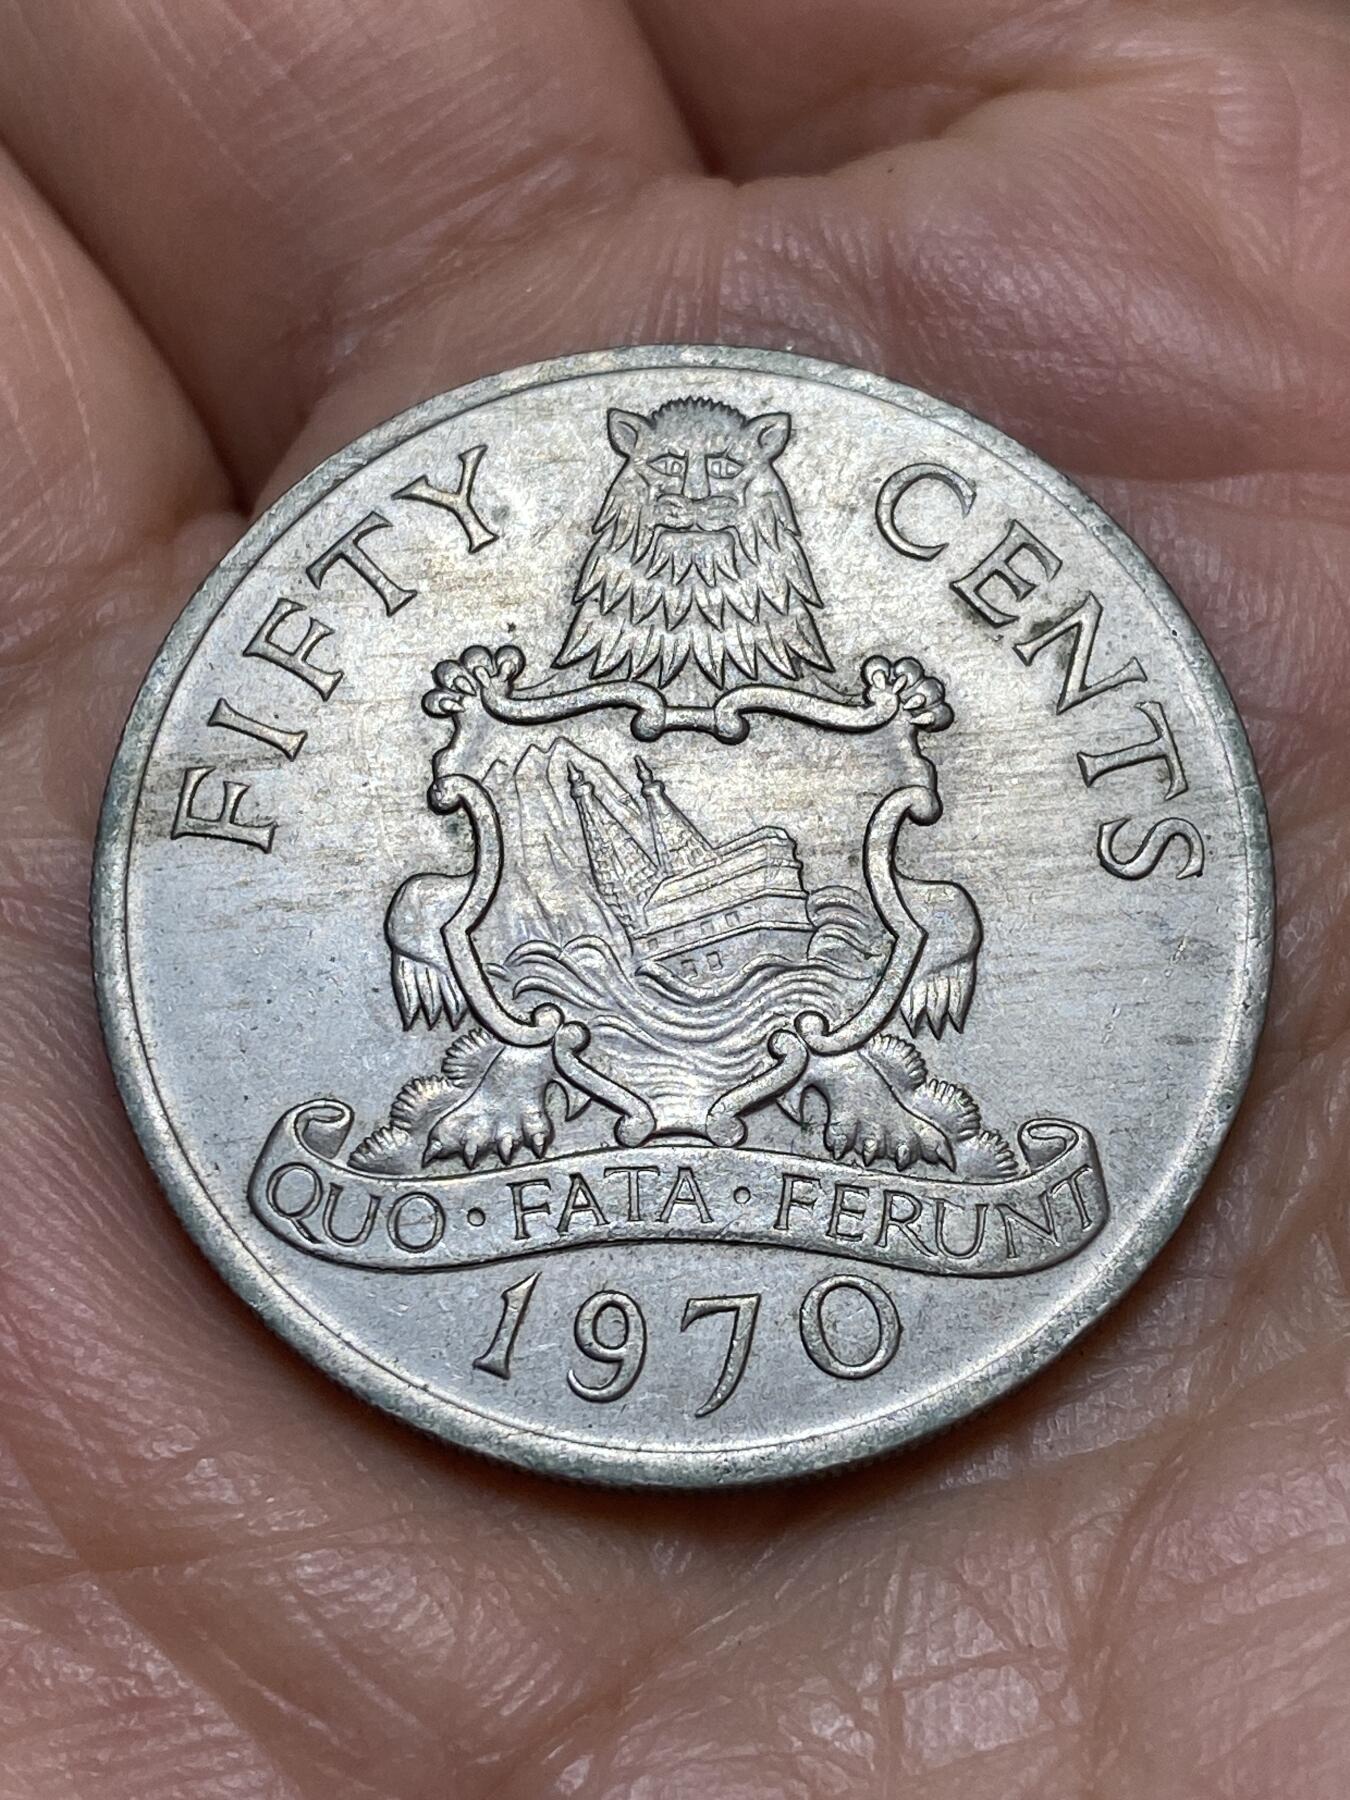 FIFTY CENTS
QUO · FATA · FERUNT
1970